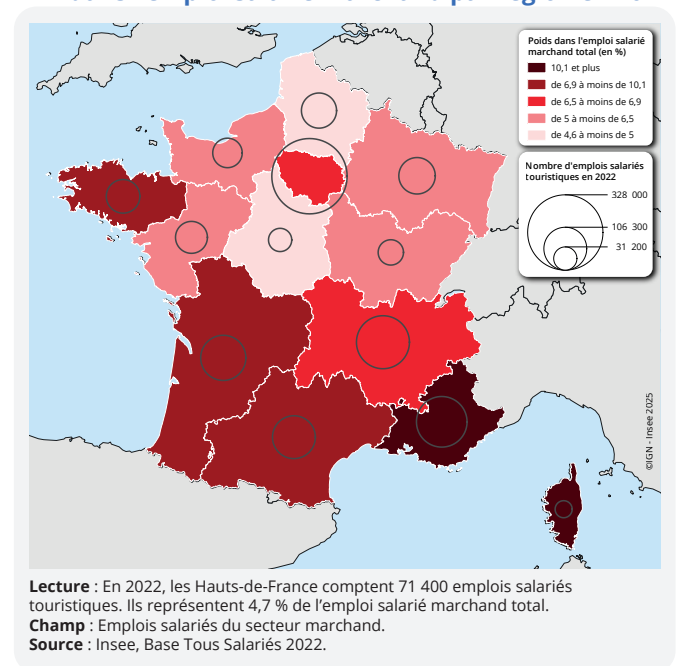 Poids dans l'emploi salarié
marchand total (en %)
10,1 et plus
de 6,9 à moins de 10,1
de 6,5 à moins de 6,9
de 5 à moins de 6,5
de 4,6 à moins de 5
Nombre d'emplois salariés
touristiques en 2022
328 000
106 300
31 200
©IGN - Insee 2025
Lecture : En 2022, les Hauts-de-France comptent 71 400 emplois salariés
touristiques. Ils représentent 4,7 % de l'emploi salarié marchand total.
Champ : Emplois salariés du secteur marchand.
Source : Insee, Base Tous Salariés 2022.